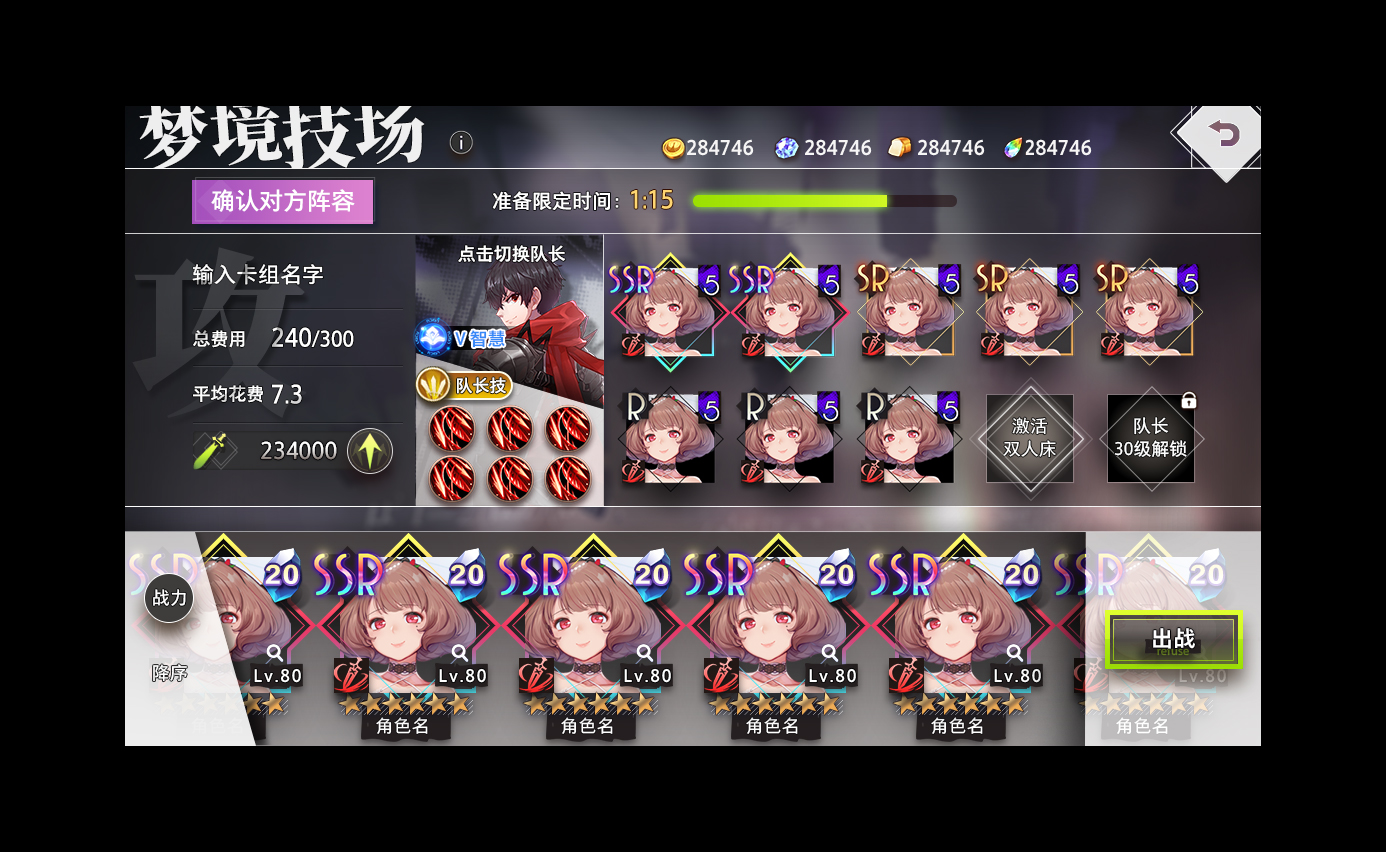 梦境技场
i
284746
284746
284746
284746
确认对方阵容
准备限定时间：1:15
攻
输入卡组名字
总费用 240/300
平均花费 7.3
234000
点击切换队长
V 智慧
队长技
SSR 5
SSR 5
SR 5
SR 5
SR 5
R 5
R 5
R 5
激活
双人床
队长
30级解锁
战力
降序
SSR 20
Lv.80
角色名
SSR 20
Lv.80
角色名
SSR 20
Lv.80
角色名
SSR 20
Lv.80
角色名
SSR 20
Lv.80
角色名
SSR 20
Lv.80
角色名
出战
refuse